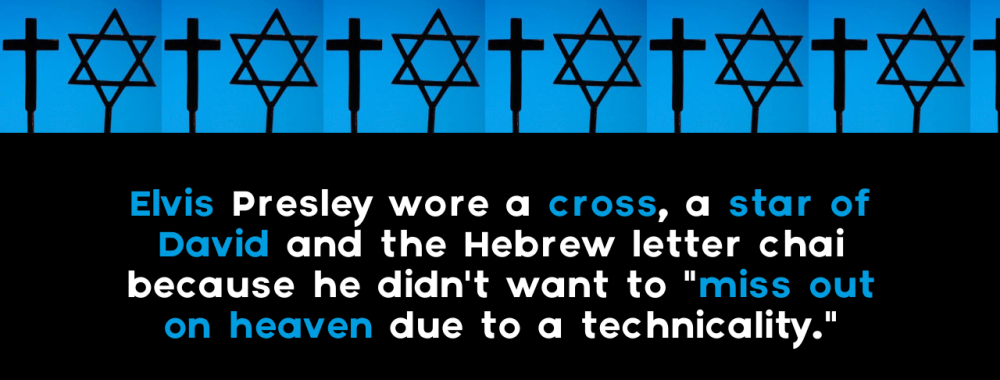 Elvis Presley wore a cross, a star of
David and the Hebrew letter chai
because he didn't want to "miss out
on heaven due to a technicality."